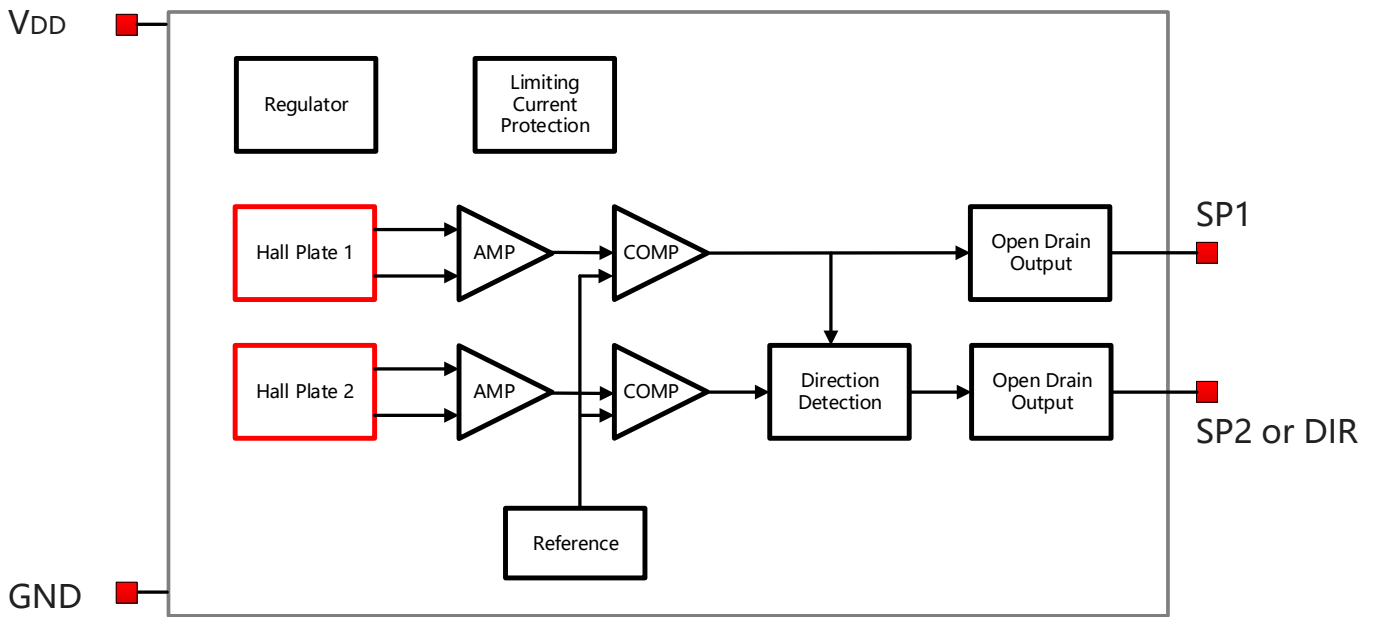 VDD
Regulator
Limiting
Current
Protection
Hall Plate 1
AMP
COMP
Open Drain
Output
SP1
Hall Plate 2
AMP
COMP
Direction
Detection
Open Drain
Output
SP2 or DIR
Reference
GND